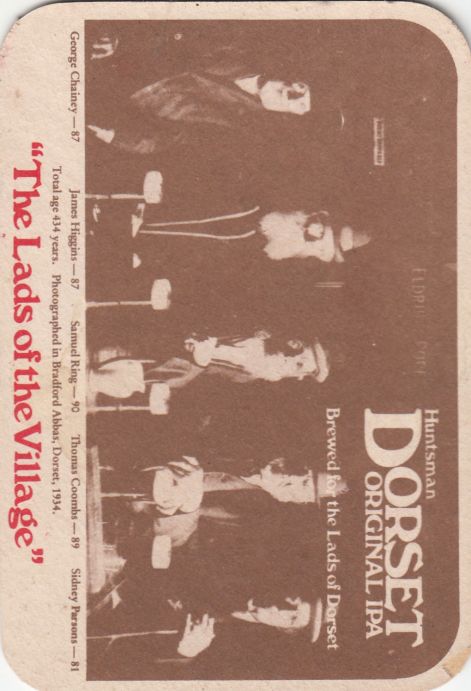 Huntsman
DORSET
ORIGINAL IPA
Brewed for the Lads of Dorset
George Chainey — 87 James Higgins — 87 Samuel Ring — 90 Thomas Coombs — 89 Sidney Parsons — 81
Total age 434 years. Photographed in Bradford Abbas, Dorset, 1934.
“The Lads of the Village”